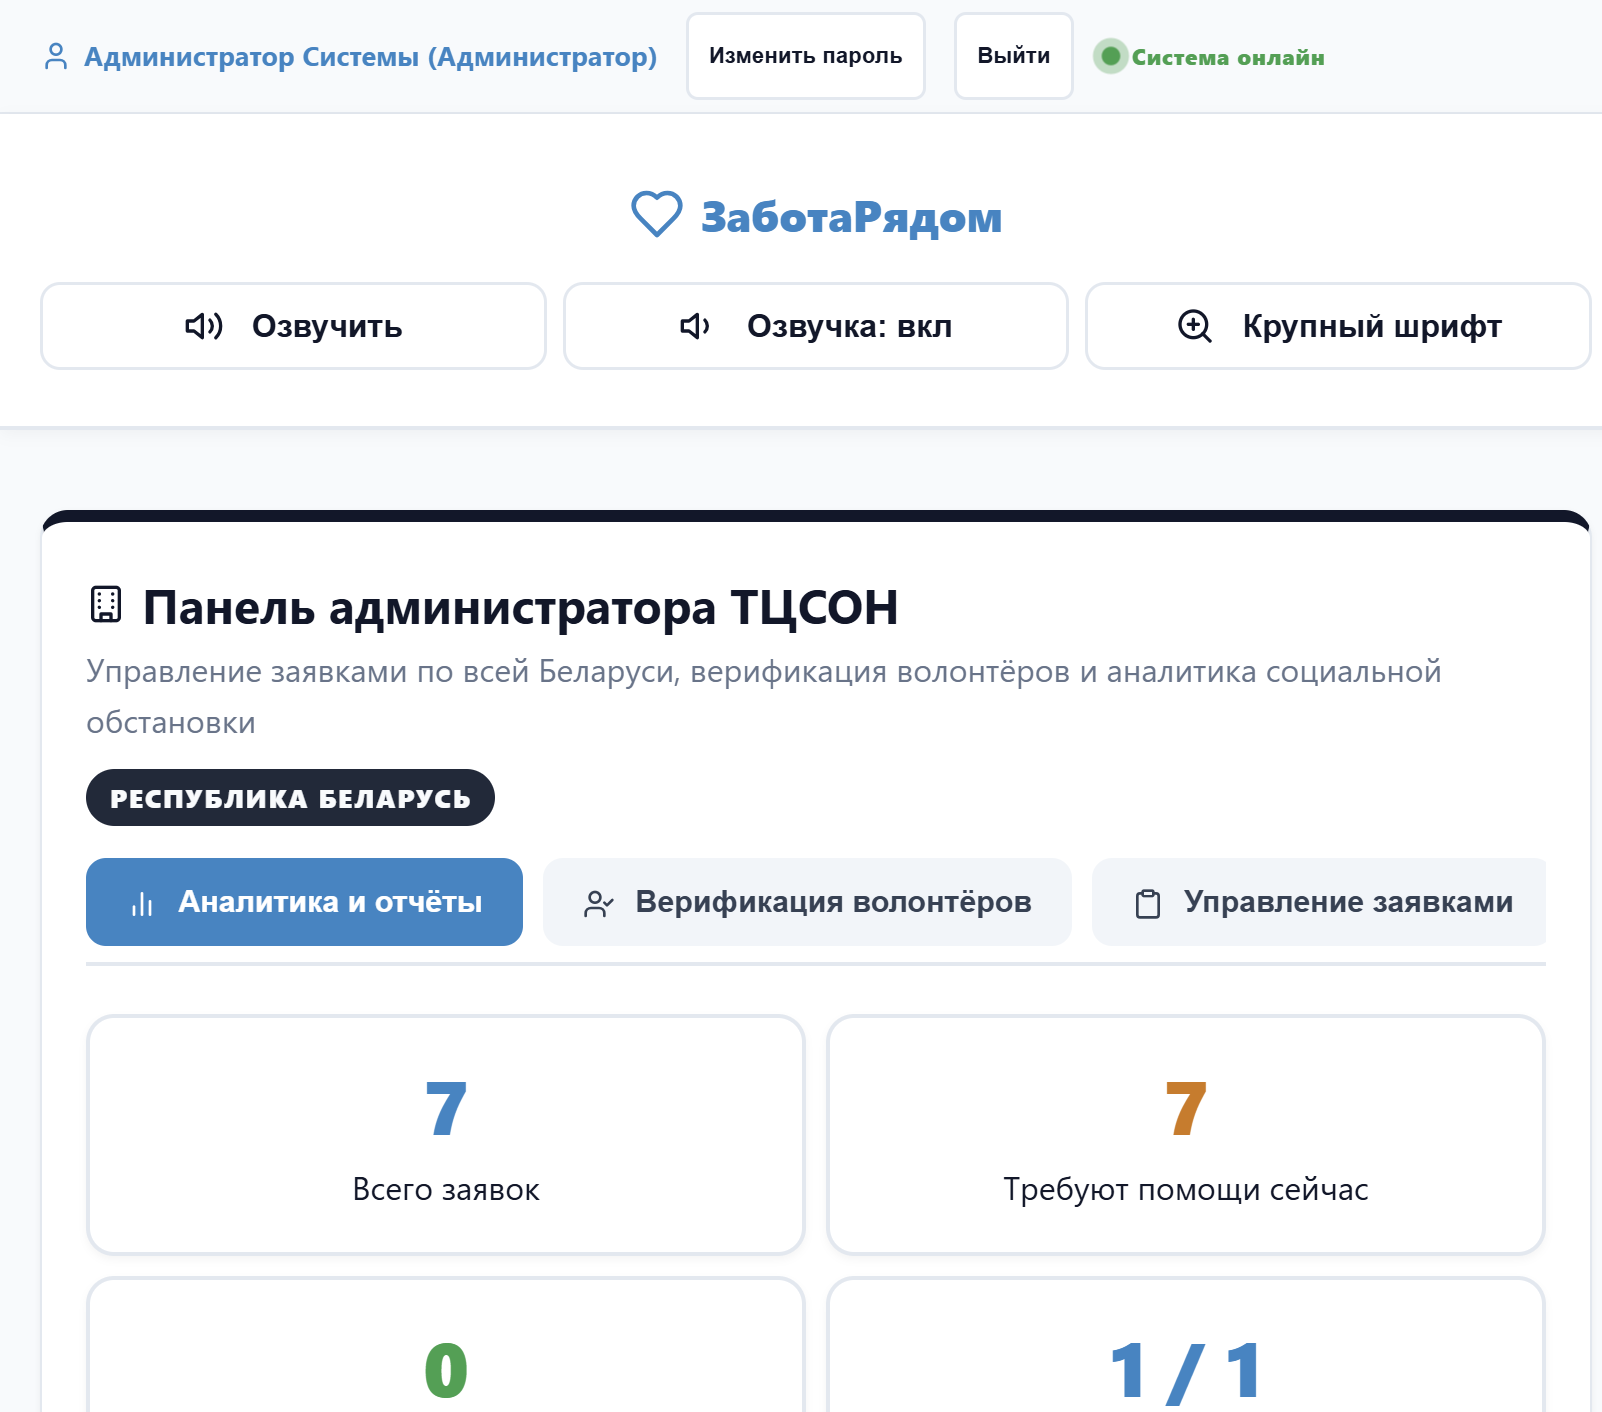 Администратор Системы (Администратор)
Изменить пароль
Выйти
Система онлайн
ЗаботаРядом
Озвучить
Озвучка: вкл
Крупный шрифт
Панель администратора ТЦСОН
Управление заявками по всей Беларуси, верификация волонтёров и аналитика социальной
обстановки
РЕСПУБЛИКА БЕЛАРУСЬ
Аналитика и отчёты
Верификация волонтёров
Управление заявками
7
Всего заявок
7
Требуют помощи сейчас
0
1 / 1